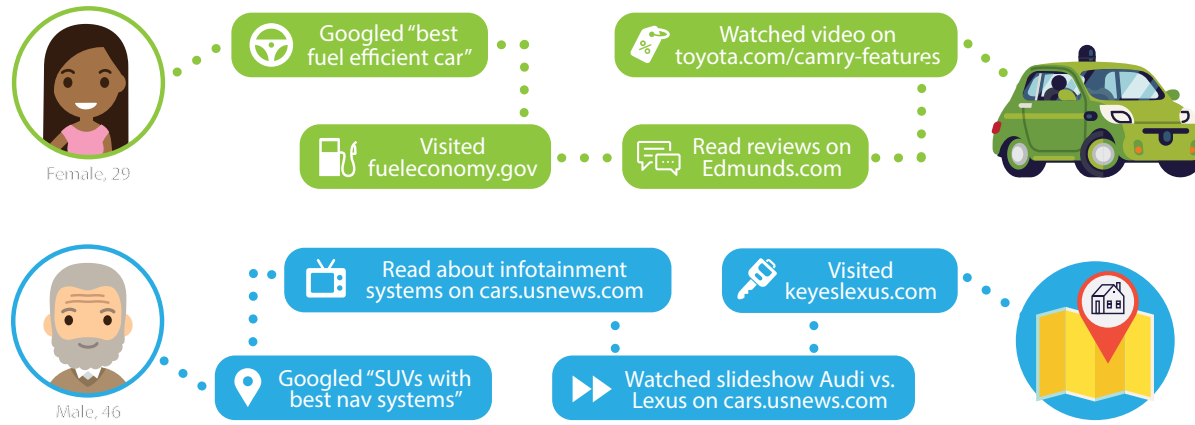 Female, 29
Googled “best
fuel efficient car”
Visited
fueleconomy.gov
Read reviews on
Edmunds.com
%
Watched video on
toyota.com/camry-features
Male, 46
Googled “SUVs with
best nav systems”
Read about infotainment
systems on cars.usnews.com
Watched slideshow Audi vs.
Lexus on cars.usnews.com
Visited
keyeslexus.com